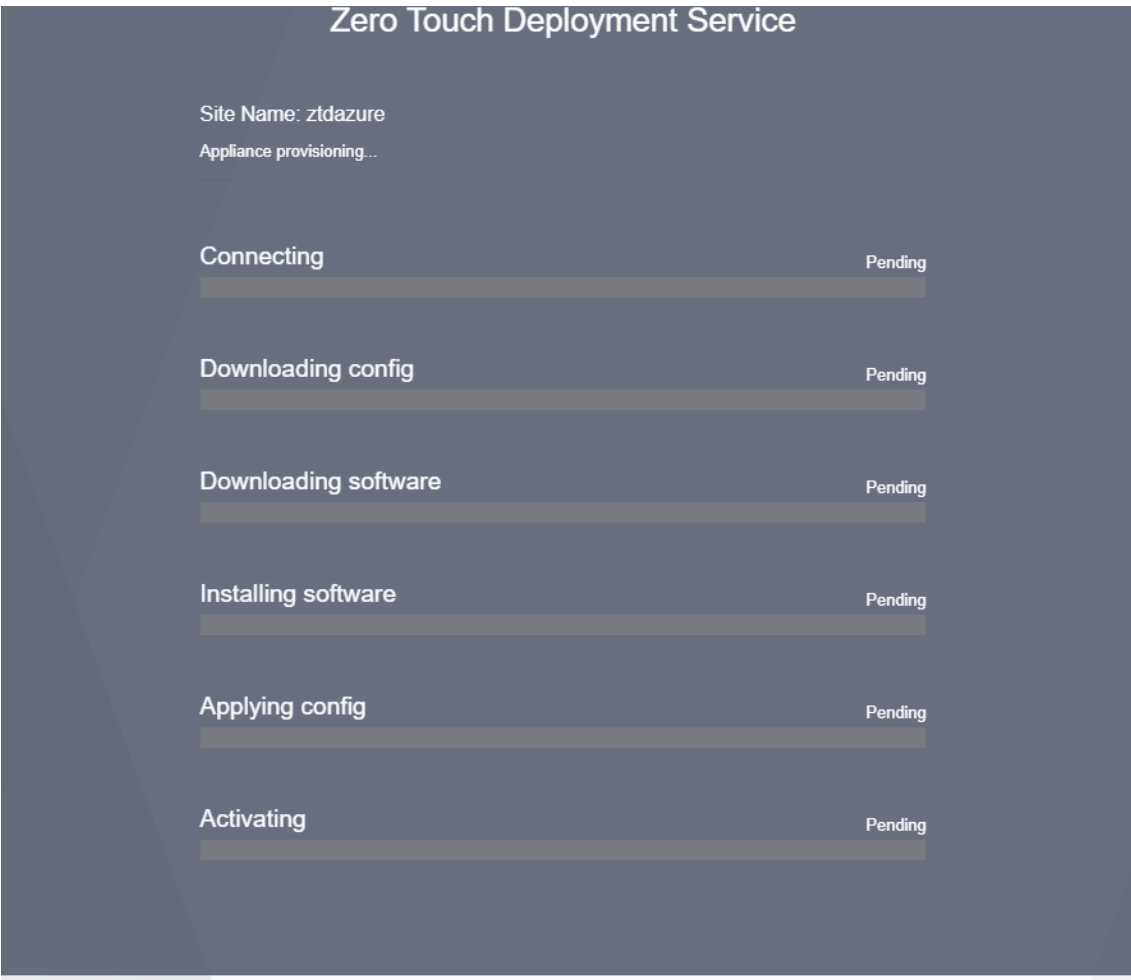 Zero Touch Deployment Service
Site Name: ztdazure
Appliance provisioning...
Connecting
Pending
Downloading config
Pending
Downloading software
Pending
Installing software
Pending
Applying config
Pending
Activating
Pending